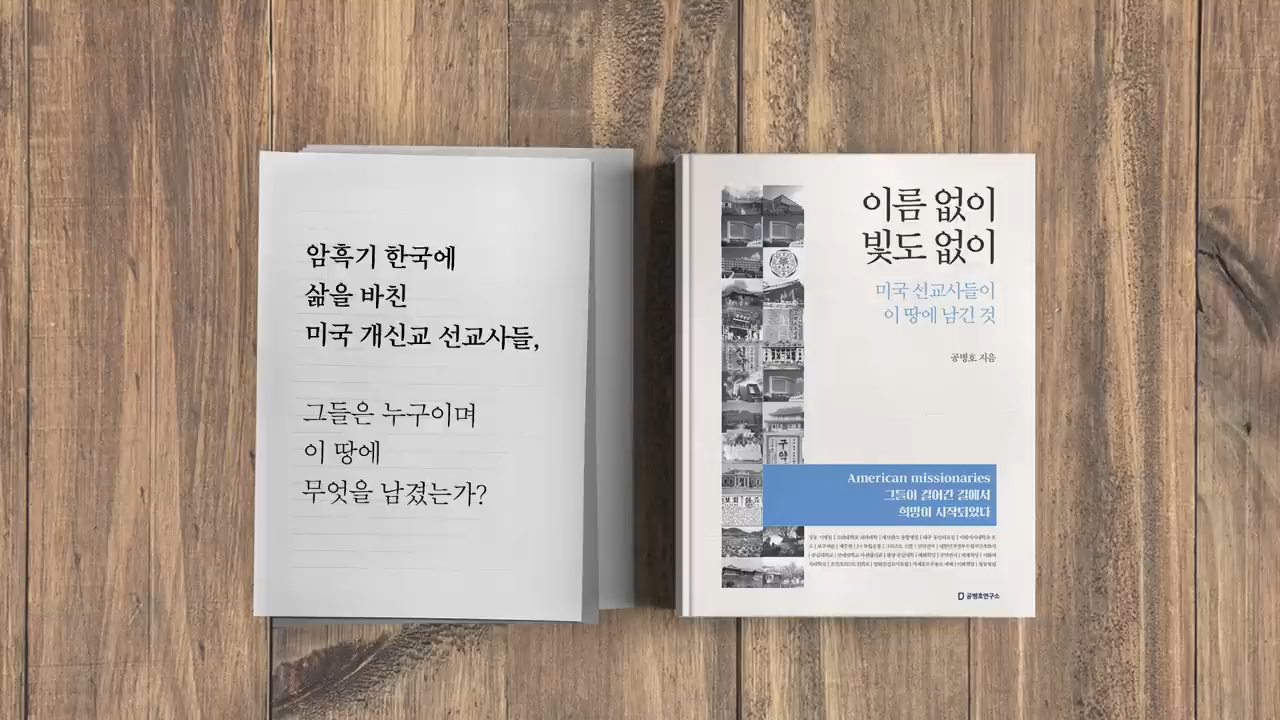 암흑기 한국에
삶을 바친
미국 개신교 선교사들,
그들은 누구이며
이 땅에
무엇을 남겼는가?
이름 없이
빛도 없이
미국 선교사들이
이 땅에 남긴 것
공병호 지음
구약
American missionaries
그들이 걸어간 길에서
희망이 시작되었다
공병호연구소